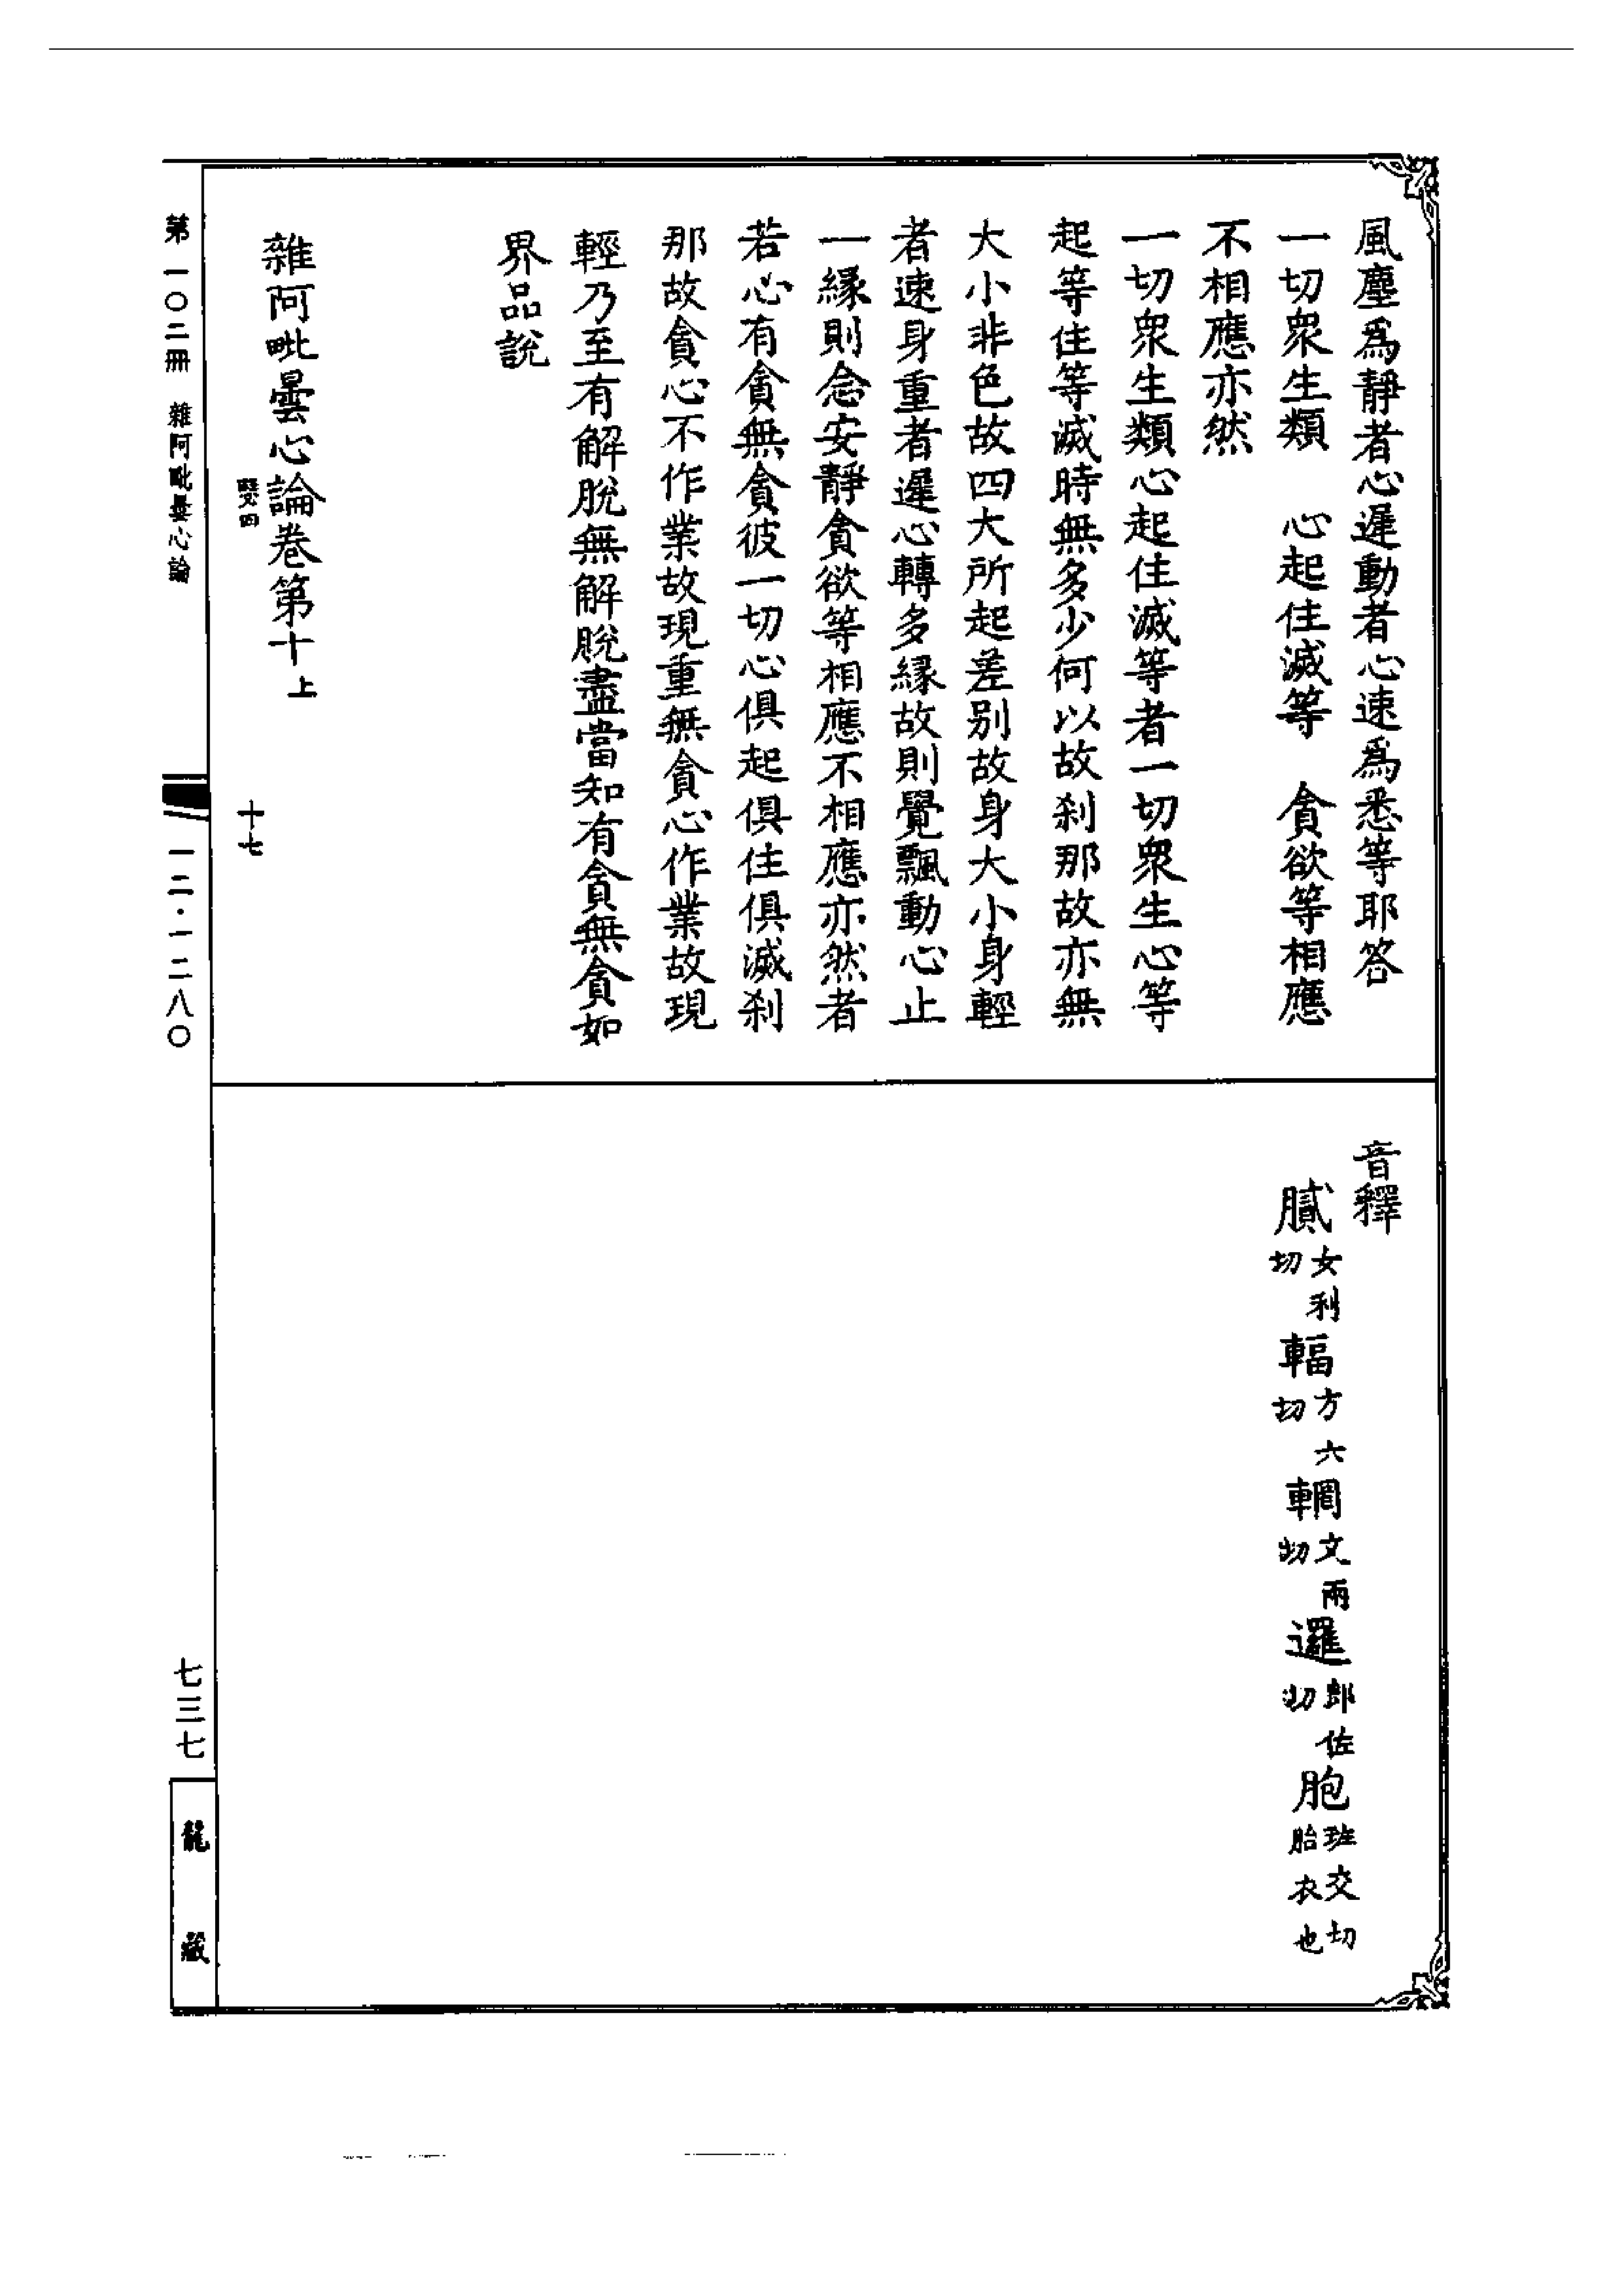 風塵爲靜者心遲動者心速爲悉等耶答
一切衆生類　心起住滅等　貪欲等相應
不相應亦然
一切衆生類心起住滅等者一切衆生心等
起等住等滅時無多少何以故刹那故亦無
大小非色故四大所起差别故身大小身輕
者速身重者遲心轉多緣故則覺飄動心止
一緣則念安靜貪欲等相應不相應亦然者
若心有貪無貪彼一切心俱起俱住俱滅刹
那故貪心不作業故現重無貪心作業故現
輕乃至有解脫無解脫盡當知有貪無貪如
界品說
雜阿毗曇心論卷第十上
四
十七
音釋
膩女利切　輻方六切　輞文兩切　邏郎佐切　胞班交切胎衣也
第一〇二冊　雜阿毗曇心論
一二·一二八〇
七三七
龍藏